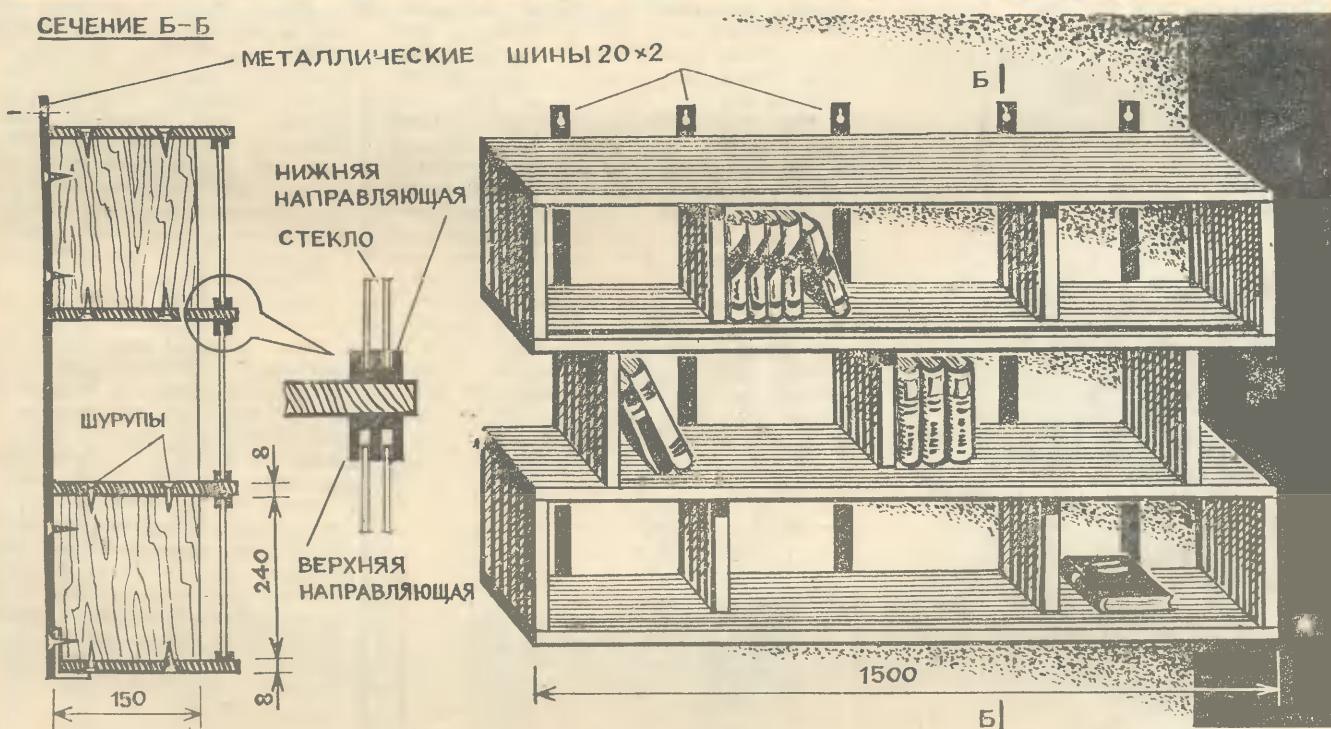 СЕЧЕНИЕ Б-Б
МЕТАЛЛИЧЕСКИЕ ШИНЫ 20×2
Б
НИЖНЯЯ
НАПРАВЛЯЮЩАЯ
СТЕКЛО
ШУРУПЫ
8
240
8
150
ВЕРХНЯЯ
НАПРАВЛЯЮЩАЯ
1500
Б